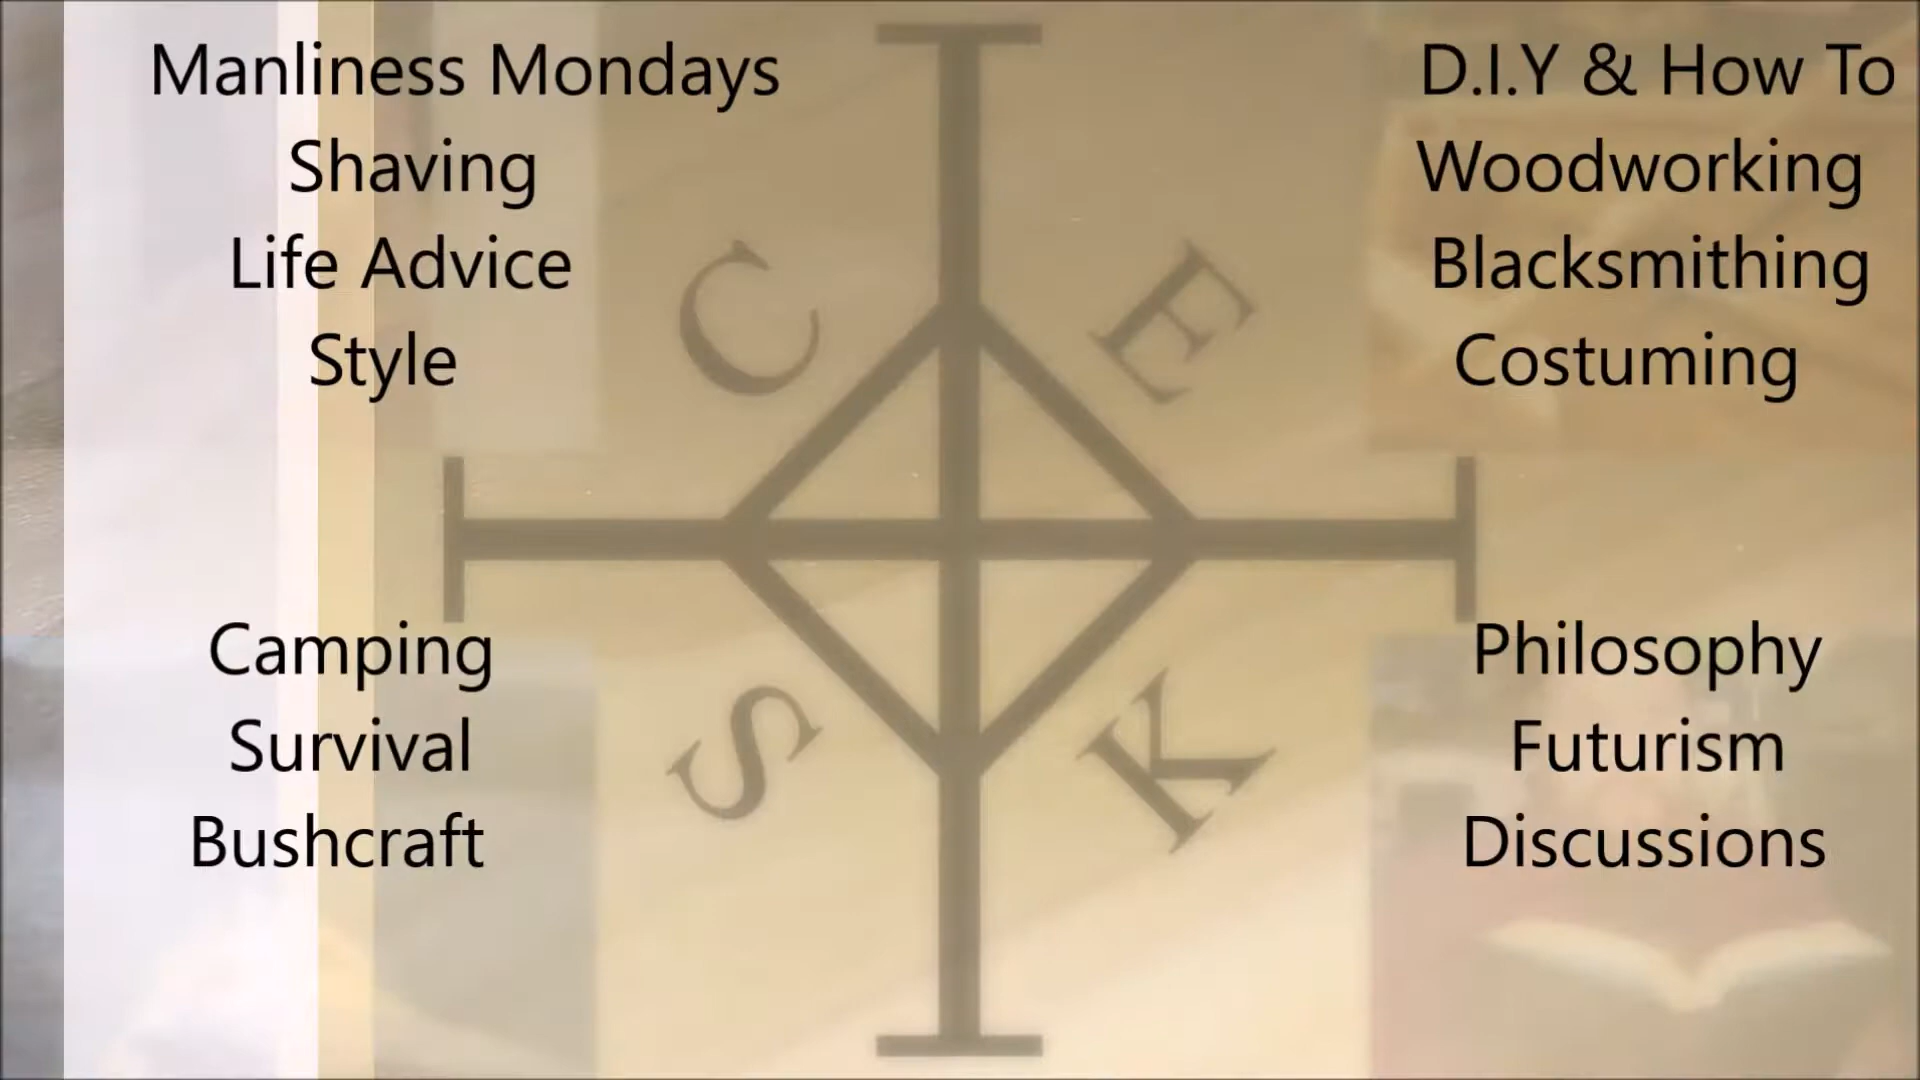 Manliness Mondays
Shaving
Life Advice
Style
D.I.Y & How To
Woodworking
Blacksmithing
Costuming
C
E
S
K
Camping
Survival
Bushcraft
Philosophy
Futurism
Discussions